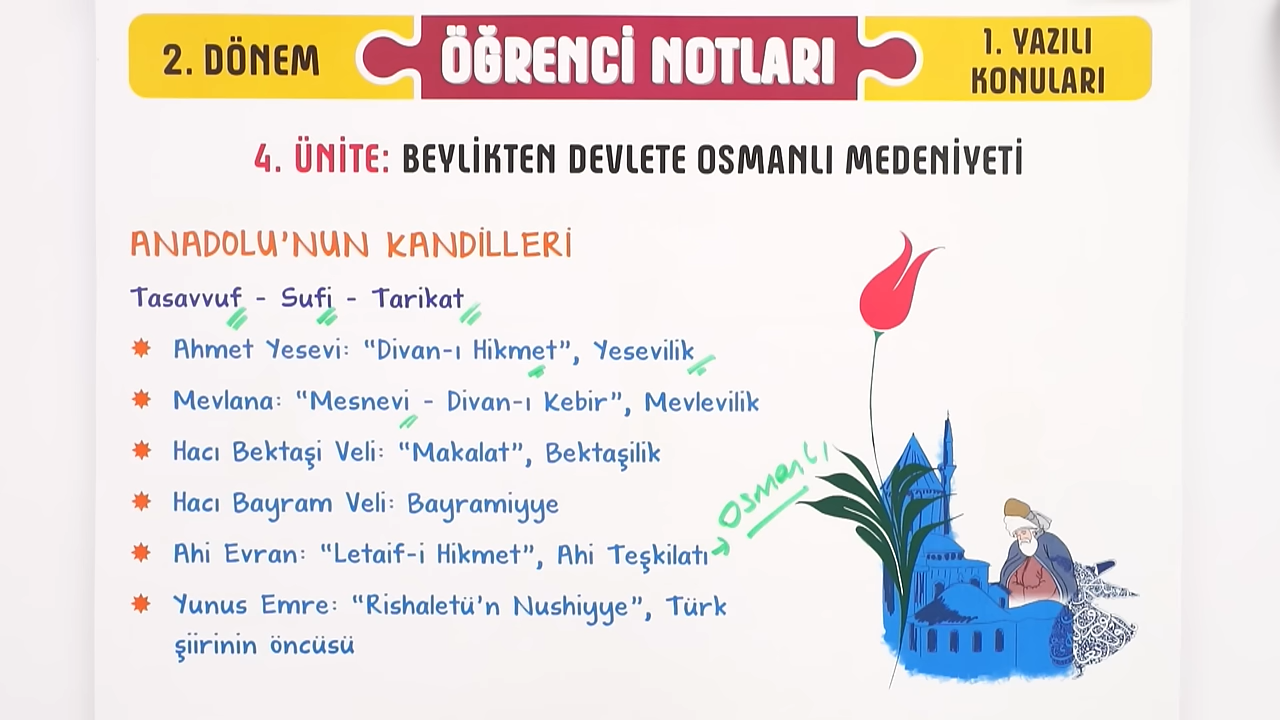 2. DÖNEM
ÖĞRENCİ NOTLARI
1. YAZILI
KONULARI
4. ÜNİTE: BEYLİKTEN DEVLETE OSMANLI MEDENİYETİ
ANADOLU'NUN KANDİLLERİ
Tasavvuf - Sufi - Tarikat
Ahmet Yesevi: “Divan-ı Hikmet”, Yesevilik
Mevlana: “Mesnevi - Divan-ı Kebir”, Mevlevilik
Hacı Bektaşi Veli: “Makalat”, Bektaşilik
Hacı Bayram Veli: Bayramiyye
Ahi Evran: “Letaif-i Hikmet”, Ahi Teşkilatı
Osmanlı
Yunus Emre: “Rishaletü'n Nushiyye”, Türk
şiirinin öncüsü